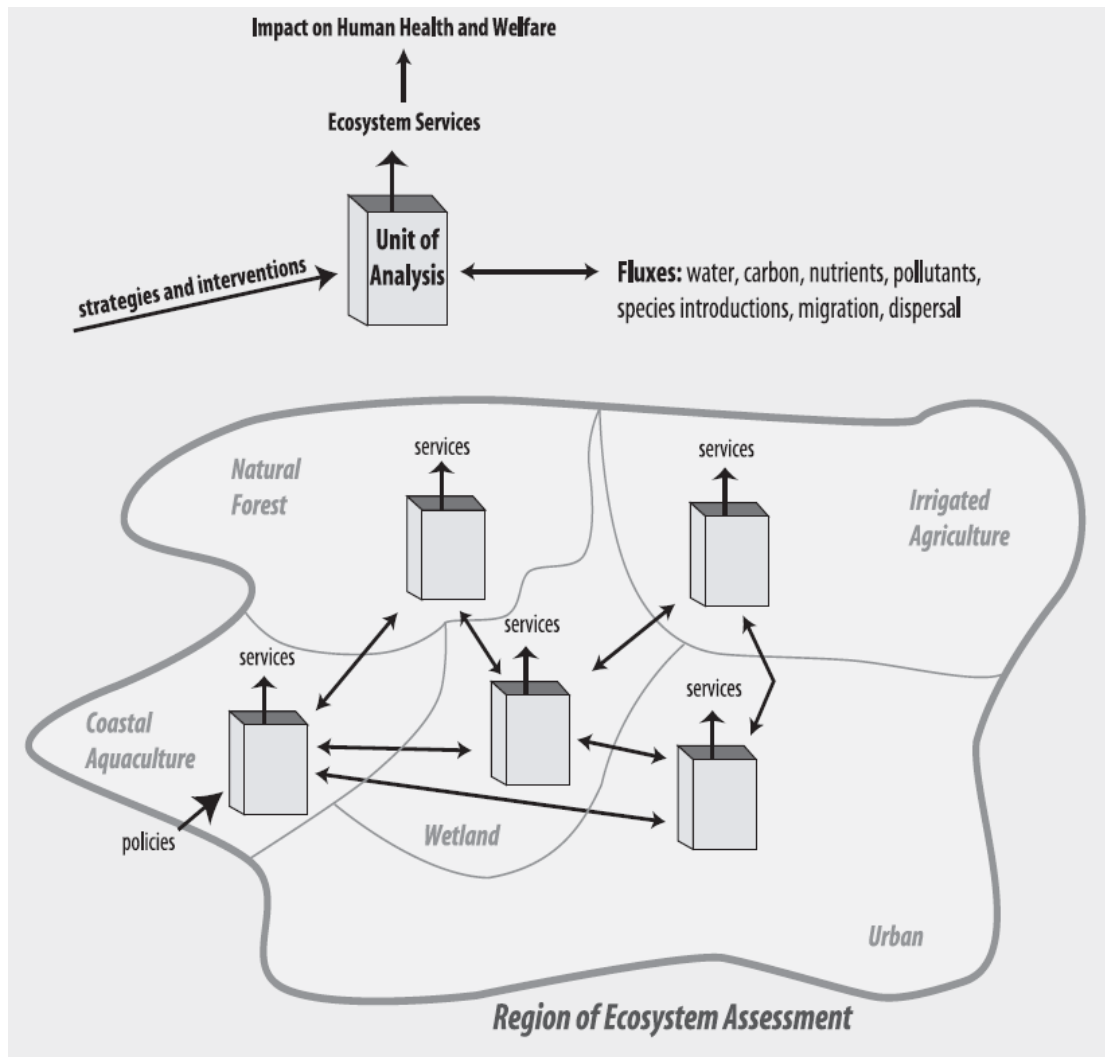 Impact on Human Health and Welfare
Ecosystem Services
Unit of
Analysis
strategies and interventions
Fluxes: water, carbon, nutrients, pollutants,
species introductions, migration, dispersal
services
services
Natural
Forest
Irrigated
Agriculture
services
services
services
Coastal
Aquaculture
policies
Wetland
Urban
Region of Ecosystem Assessment